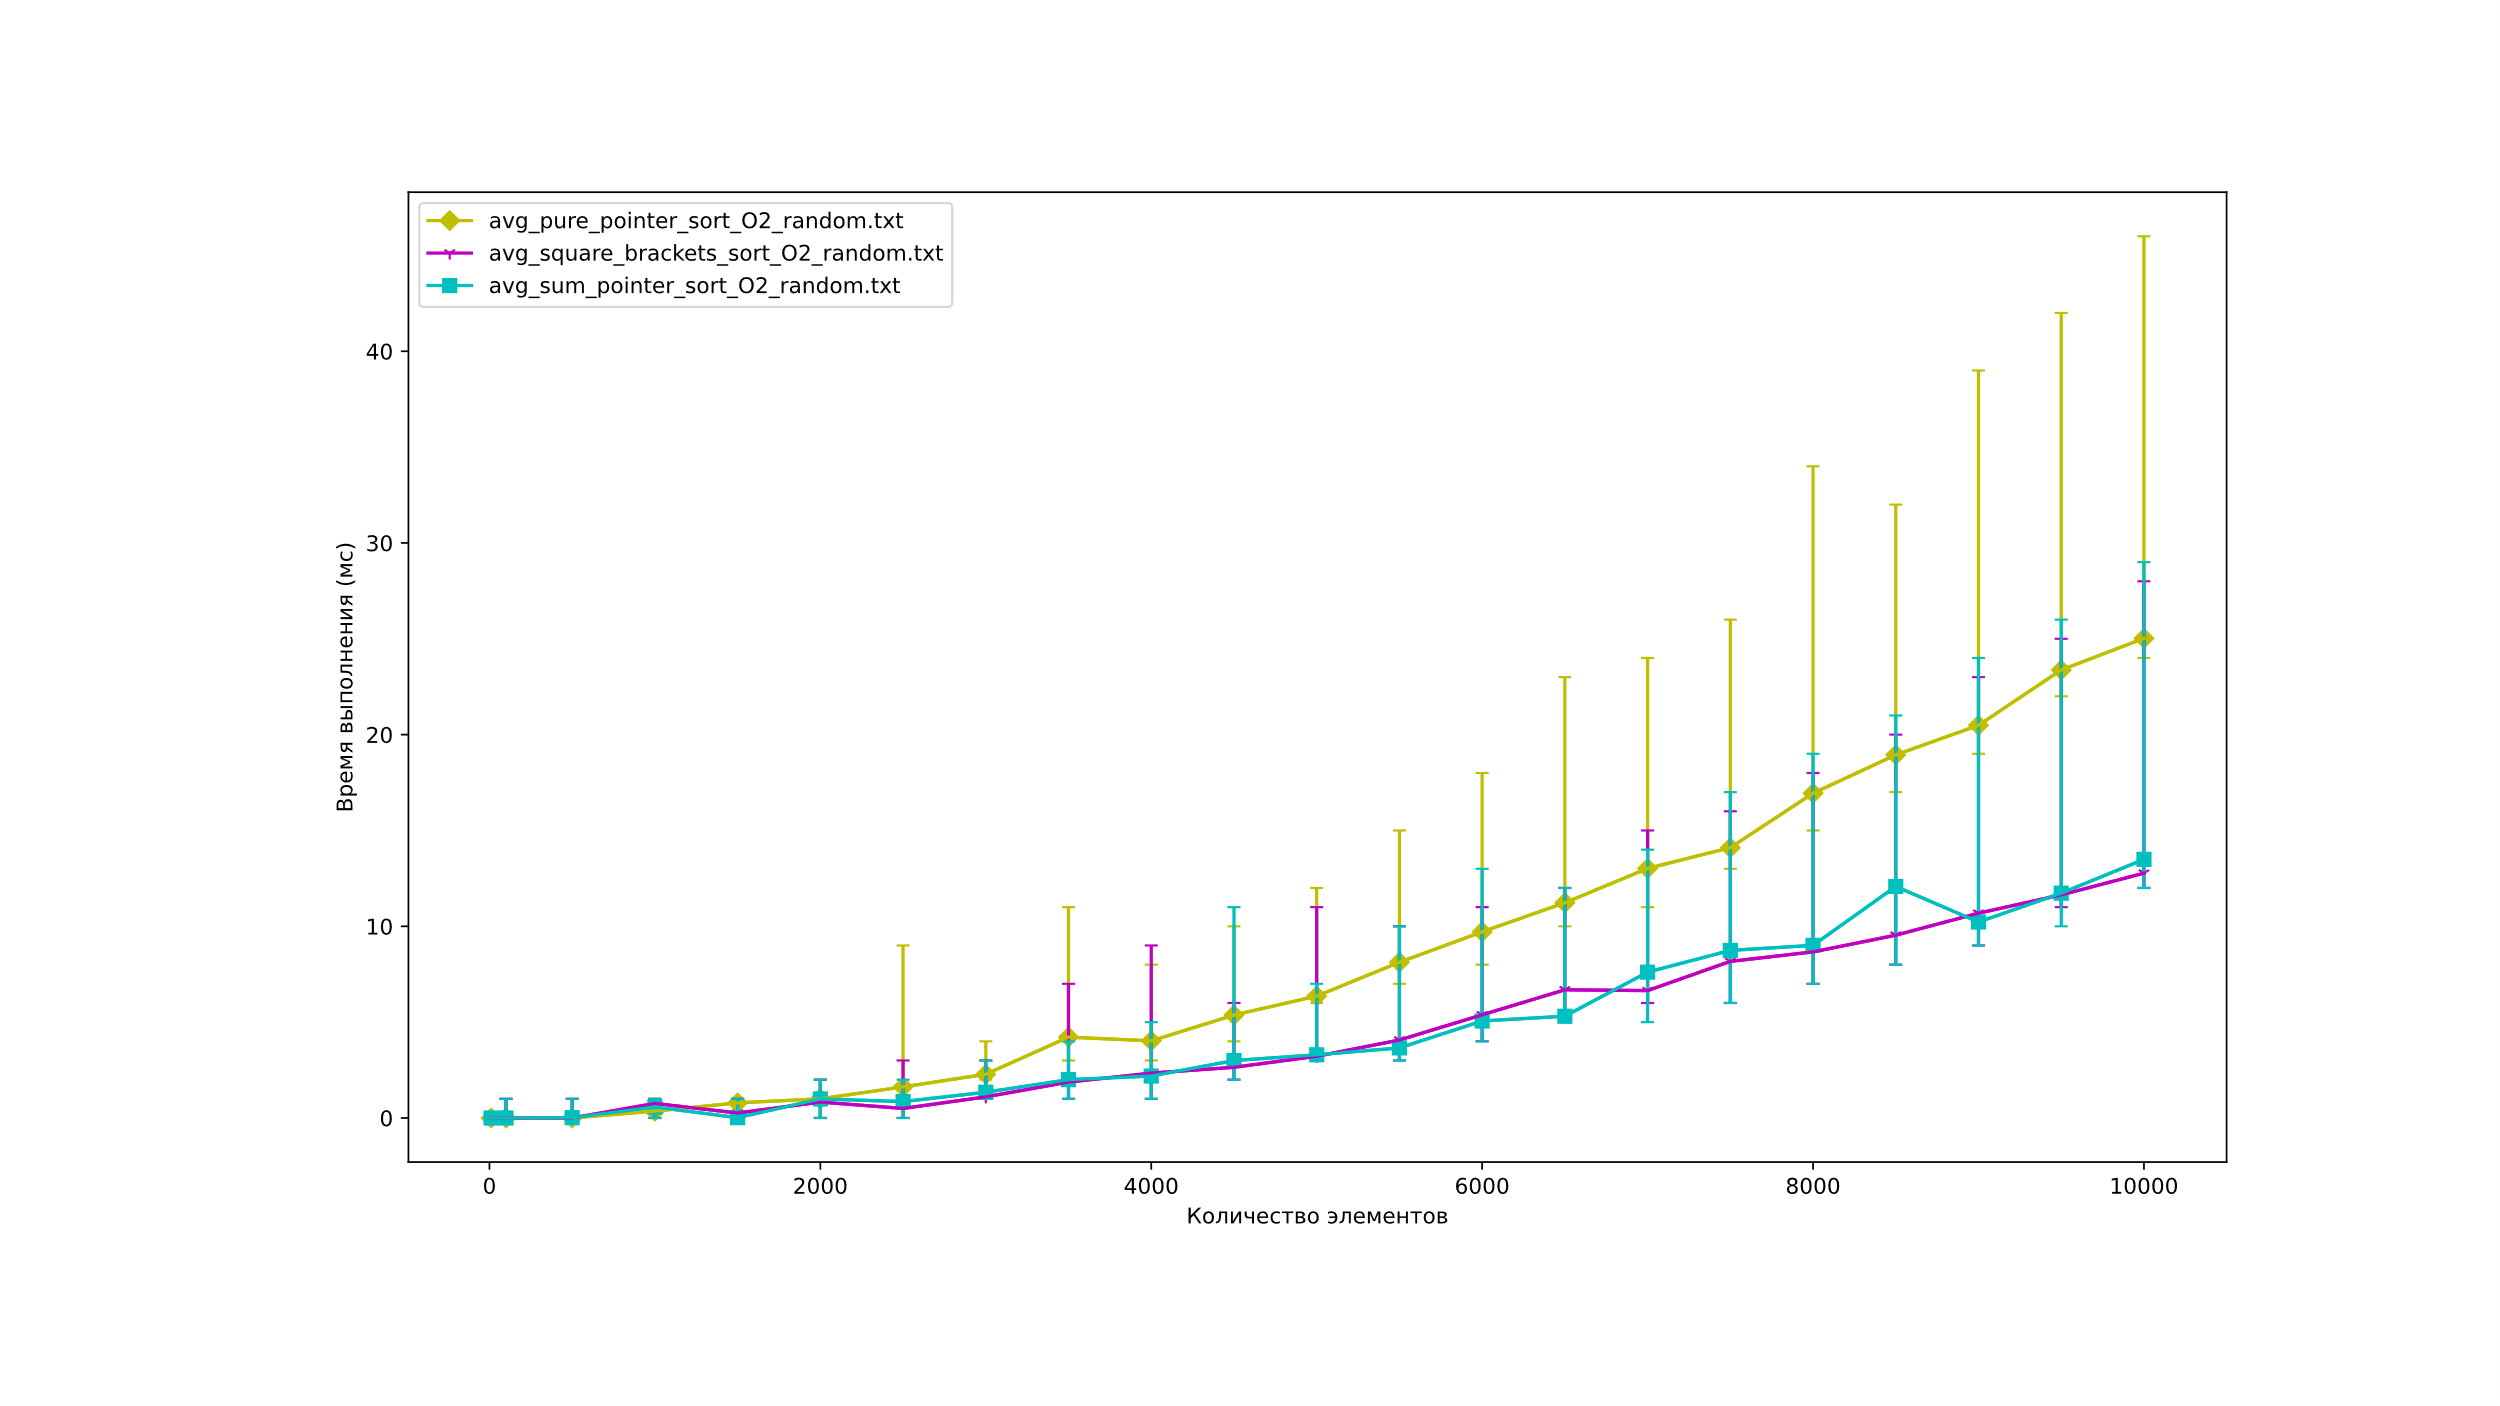 avg_pure_pointer_sort_O2_random.txt
avg_square_brackets_sort_O2_random.txt
avg_sum_pointer_sort_O2_random.txt
40
30
20
10
0
Время выполнения (мс)
0 2000 4000 6000 8000 10000
Количество элементов